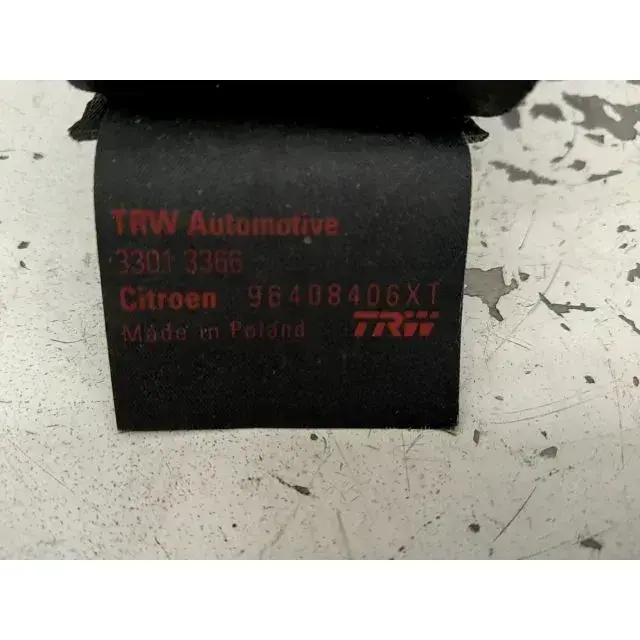 TRW Automotive
3301 3366
Citroen 96408406XT
Made in Poland TRW